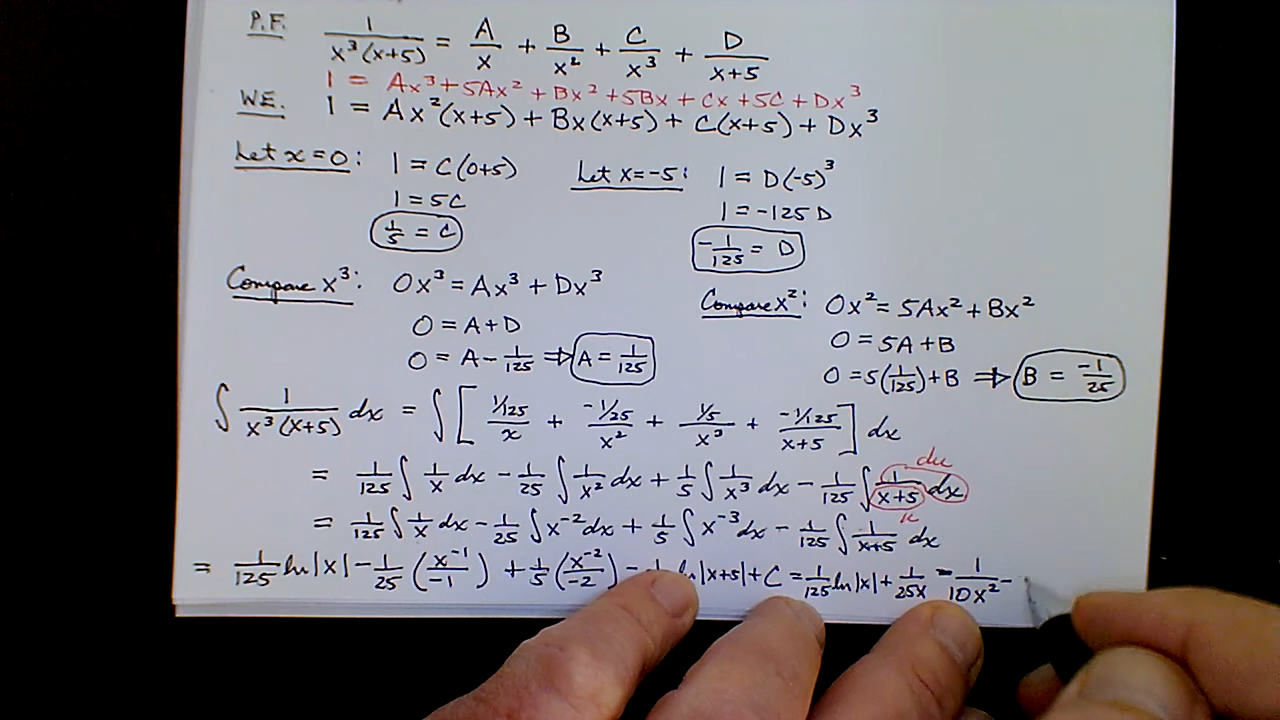 P.F. 1/(x³(x+5)) = A/x + B/x² + C/x³ + D/(x+5)
1 = Ax³ + 5Ax² + Bx² + 5Bx + Cx + 5C + Dx³
W.E. 1 = Ax²(x+5) + Bx(x+5) + C(x+5) + Dx³
Let x=0: 1 = C(0+5)
1 = 5C
1/5 = C
Let x=-5: 1 = D(-5)³
1 = -125D
-1/125 = D
Compare x³: 0x³ = Ax³ + Dx³
0 = A + D
0 = A - 1/125 ⇒ A = 1/125
Compare x²: 0x² = 5Ax² + Bx²
0 = 5A + B
0 = 5(1/125) + B ⇒ B = -1/25
∫ 1/(x³(x+5)) dx = ∫ [ (1/125)/x + (-1/25)/x² + (1/5)/x³ + (-1/125)/(x+5) ] dx
du
= 1/125 ∫ 1/x dx - 1/25 ∫ 1/x² dx + 1/5 ∫ 1/x³ dx - 1/125 ∫ 1/(x+5) dx
u
= 1/125 ∫ 1/x dx - 1/25 ∫ x⁻² dx + 1/5 ∫ x⁻³ dx - 1/125 ∫ 1/(x+5) dx
= 1/125 ln|x| - 1/25 (x⁻¹/-1) + 1/5 (x⁻²/-2) - ln|x+5| + C = 1/125 ln|x| + 1/25x - 1/10x² -